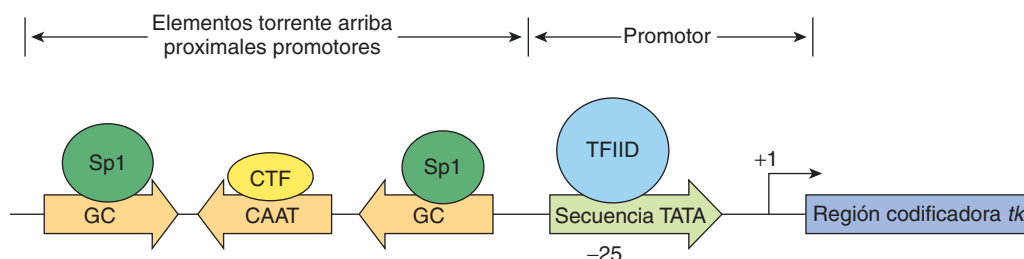 Elementos torrente arriba
proximales promotores
Promotor
Sp1
CTF
Sp1
TFIID
+1
GC
CAAT
GC
Secuencia TATA
Región codificadora tk
–25